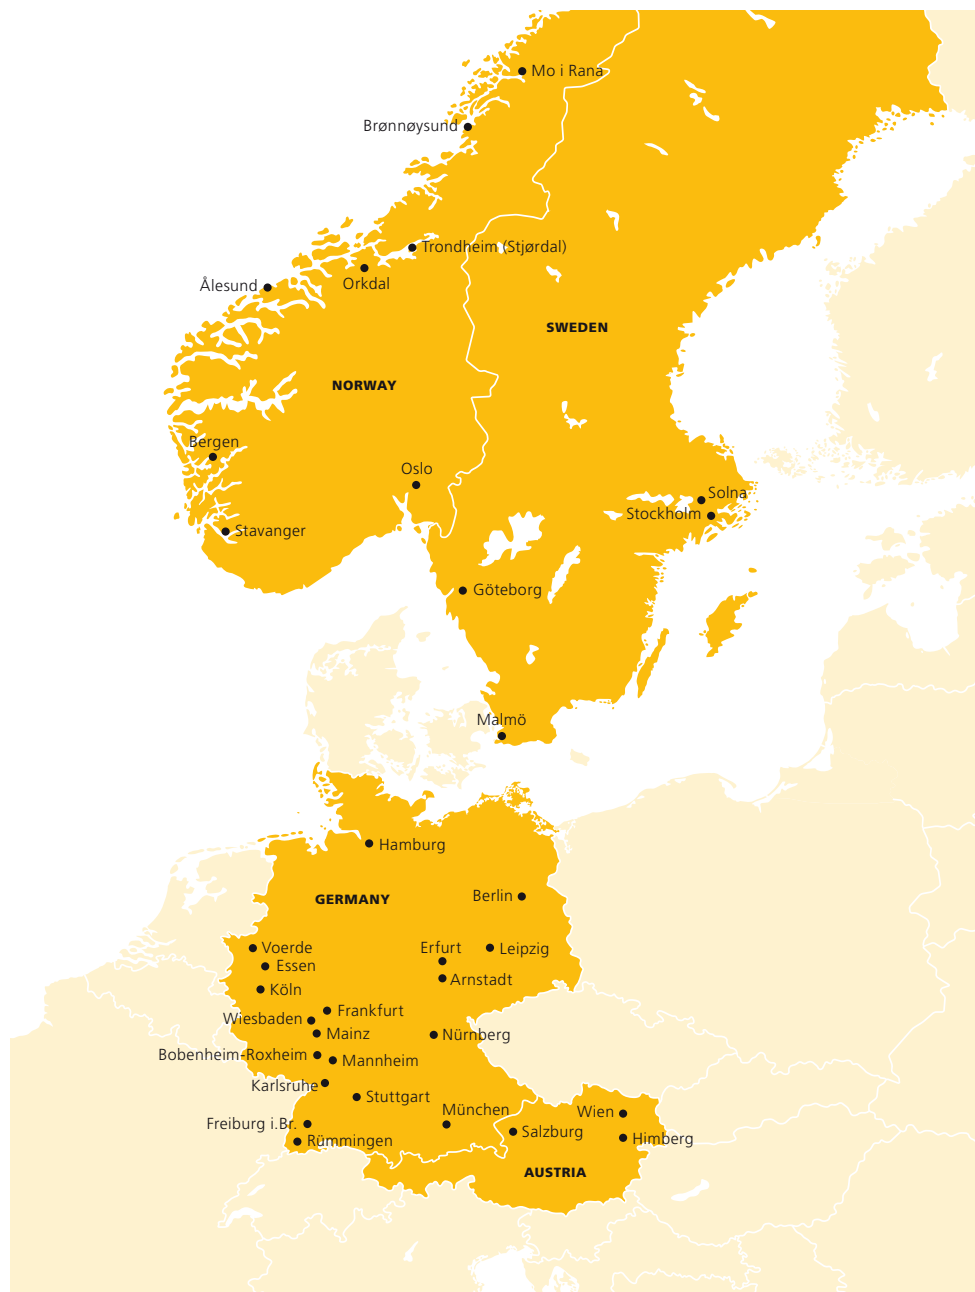 Mo i Rana
Brønnøysund
Trondheim (Stjørdal)
Orkdal
Ålesund
SWEDEN
NORWAY
Bergen
Oslo
Solna
Stockholm
Stavanger
Göteborg
Malmö
Hamburg
GERMANY
Berlin
Voerde
Erfurt
Leipzig
Essen
Arnstadt
Köln
Frankfurt
Wiesbaden
Mainz
Nürnberg
Bobenheim-Roxheim
Mannheim
Karlsruhe
Stuttgart
München
Wien
Freiburg i.Br.
Salzburg
Rümmingen
Himberg
AUSTRIA